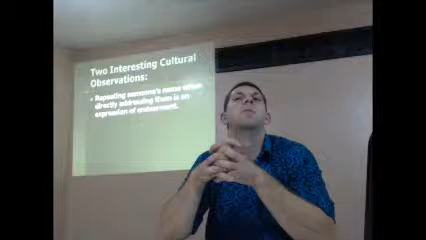 Two Interesting Cultural
Observations:
• Repeating someone's name when
directly addressing them is an
expression of endearment.